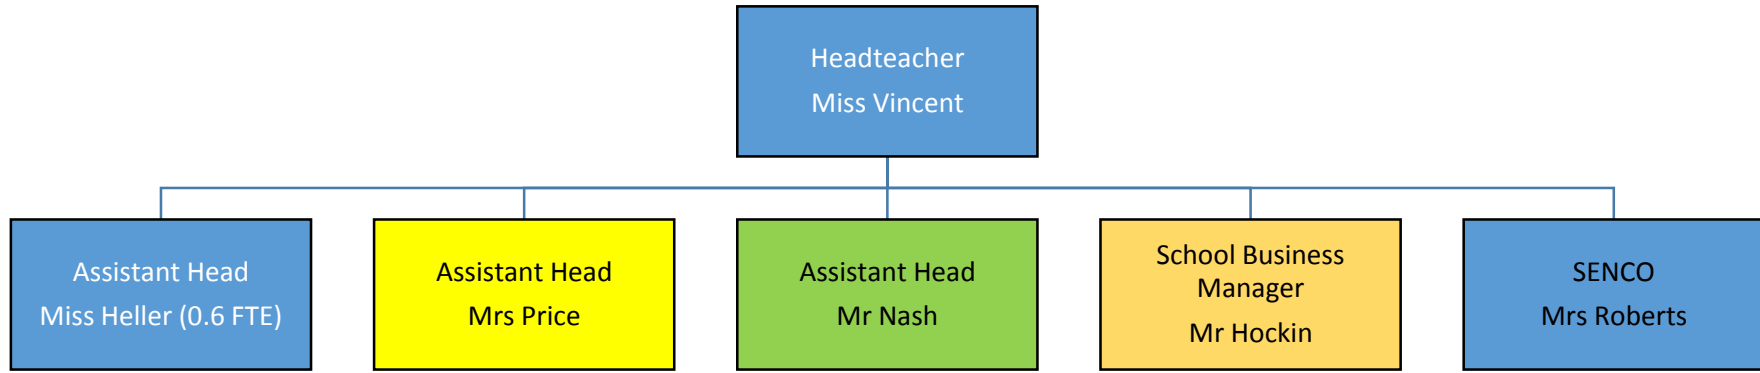 Headteacher
Miss Vincent
Assistant Head
Miss Heller (0.6 FTE)
Assistant Head
Mrs Price
Assistant Head
Mr Nash
School Business
Manager
Mr Hockin
SENCO
Mrs Roberts